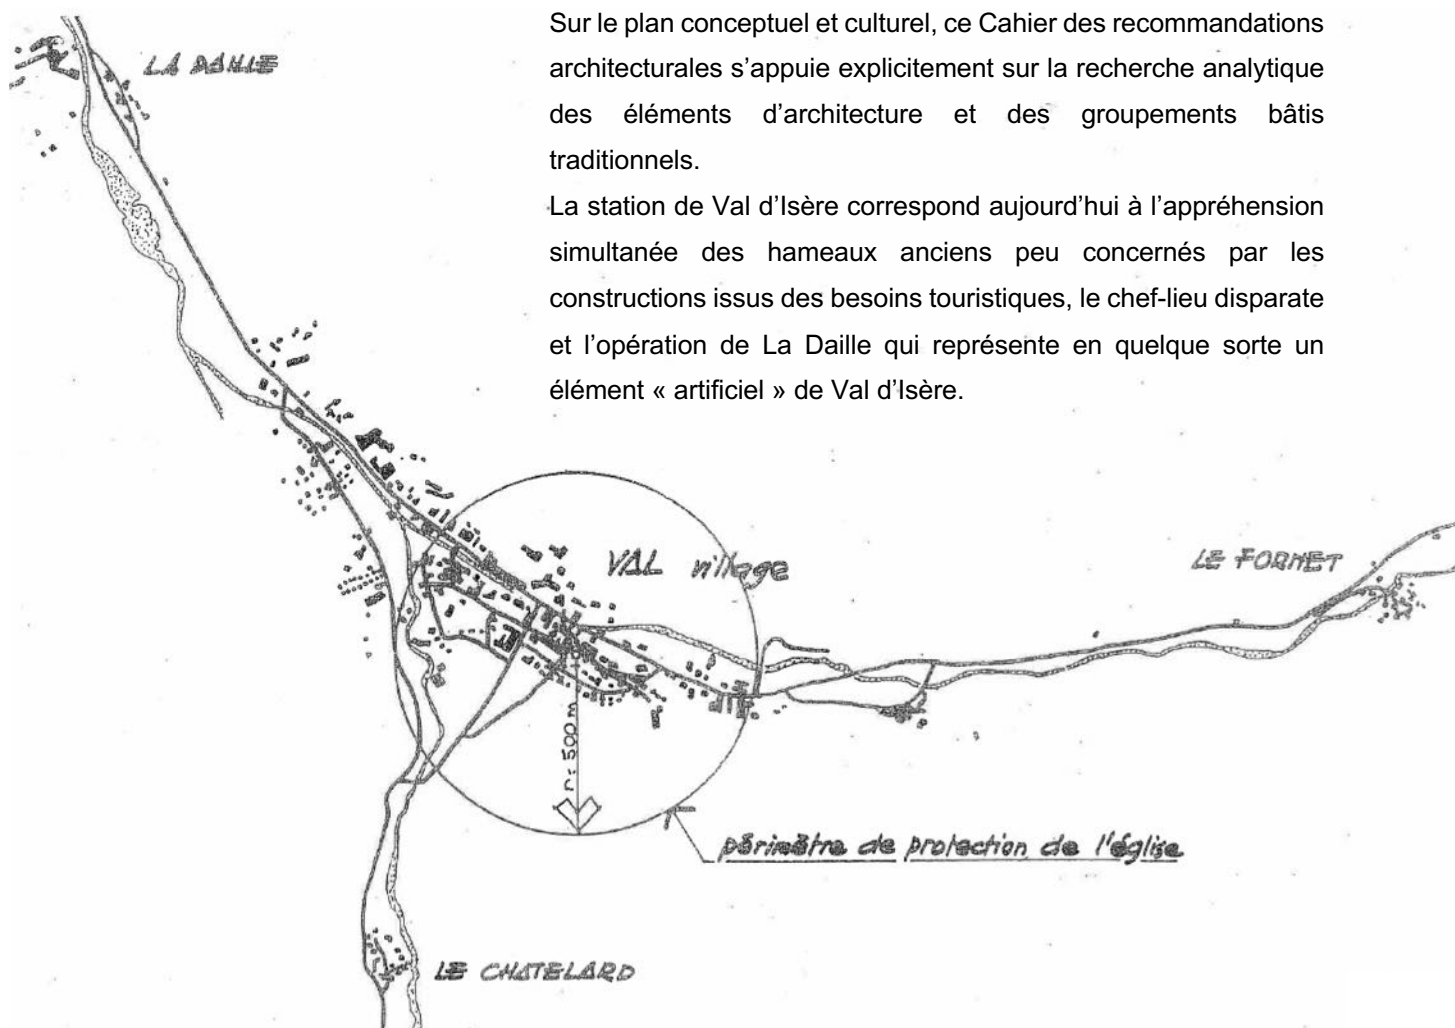 Sur le plan conceptuel et culturel, ce Cahier des recommandations
architecturales s’appuie explicitement sur la recherche analytique
des éléments d’architecture et des groupements bâtis
traditionnels.
La station de Val d’Isère correspond aujourd’hui à l’appréhension
simultanée des hameaux anciens peu concernés par les
constructions issus des besoins touristiques, le chef-lieu disparate
et l’opération de La Daille qui représente en quelque sorte un
élément « artificiel » de Val d’Isère.
LA DAILLE
VAL village
LE FORNET
r: 500 m
périmètre de protection de l'église
LE CHATELARD